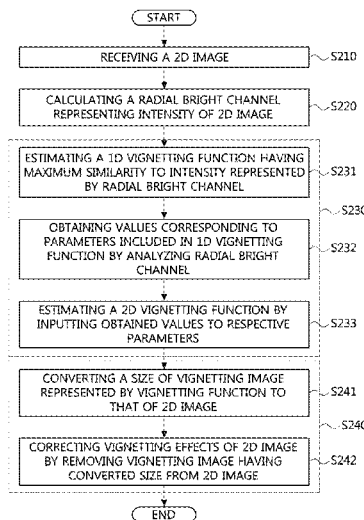 START
RECEIVING A 2D IMAGE
S210
CALCULATING A RADIAL BRIGHT CHANNEL
REPRESENTING INTENSITY OF 2D IMAGE
S220
ESTIMATING A 1D VIGNETTING FUNCTION HAVING
MAXIMUM SIMILARITY TO INTENSITY REPRESENTED
BY RADIAL BRIGHT CHANNEL
S231
S230
OBTAINING VALUES CORRESPONDING TO
PARAMETERS INCLUDED IN 1D VIGNETTING
FUNCTION BY ANALYZING RADIAL BRIGHT
CHANNEL
S232
ESTIMATING A 2D VIGNETTING FUNCTION BY
INPUTTING OBTAINED VALUES TO RESPECTIVE
PARAMETERS
S233
CONVERTING A SIZE OF VIGNETTING IMAGE
REPRESENTED BY VIGNETTING FUNCTION TO
THAT OF 2D IMAGE
S241
S240
CORRECTING VIGNETTING EFFECTS OF 2D IMAGE
BY REMOVING VIGNETTING IMAGE HAVING
CONVERTED SIZE FROM 2D IMAGE
S242
END